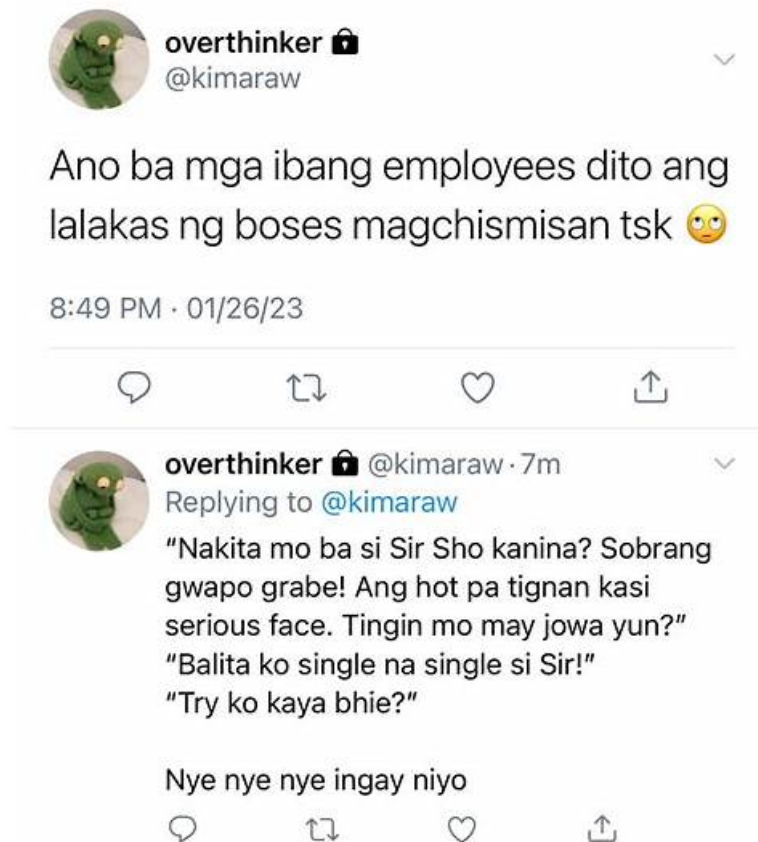 overthinker
@kimaraw
Ano ba mga ibang employees dito ang
lalakas ng boses magchismisan tsk 🙄
8:49 PM · 01/26/23
overthinker @kimaraw · 7m
Replying to @kimaraw
"Nakita mo ba si Sir Sho kanina? Sobrang
gwapo grabe! Ang hot pa tignan kasi
serious face. Tingin mo may jowa yun?"
"Balita ko single na single si Sir!"
"Try ko kaya bhie?"
Nye nye nye ingay niyo